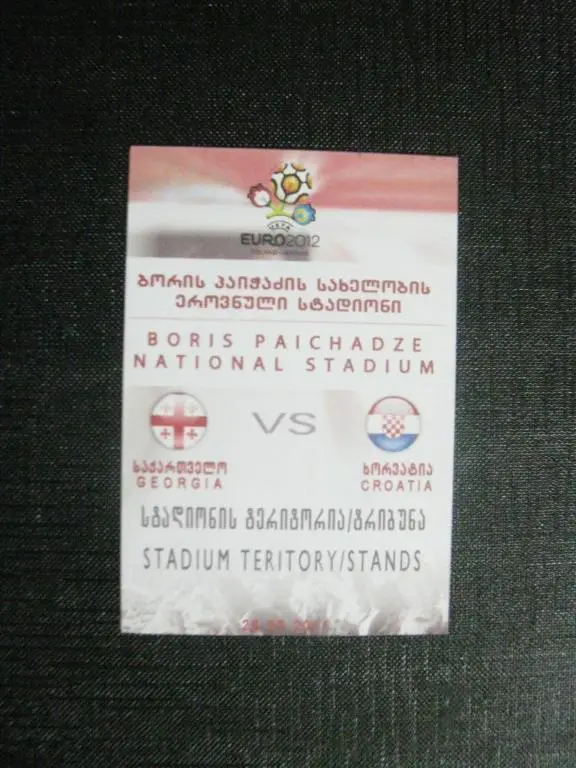 UEFA
EURO2012
ბორის პაიჭაძის სახელობის
ეროვნული სტადიონი
BORIS PAICHADZE
NATIONAL STADIUM
VS
საქართველო
GEORGIA
ხორვატია
CROATIA
სტადიონის ტერიტორია/ტრიბუნა
STADIUM TERITORY/STANDS